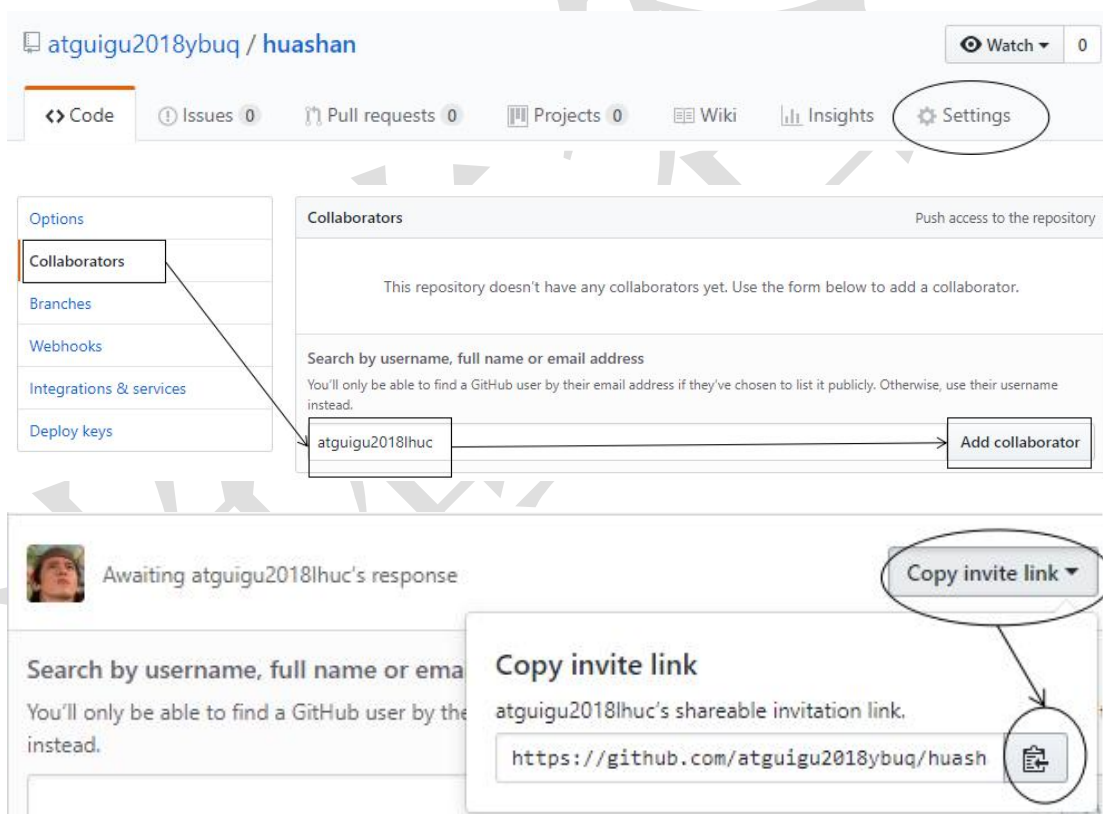 atguigu2018ybuq / huashan
Watch 0
Code Issues 0 Pull requests 0 Projects 0 Wiki Insights Settings
Options
Collaborators
Branches
Webhooks
Integrations & services
Deploy keys
Collaborators Push access to the repository
This repository doesn't have any collaborators yet. Use the form below to add a collaborator.
Search by username, full name or email address
You'll only be able to find a GitHub user by their email address if they've chosen to list it publicly. Otherwise, use their username
instead.
atguigu2018lhuc Add collaborator
Awaiting atguigu2018lhuc's response Copy invite link
Search by username, full name or ema
You'll only be able to find a GitHub user by the
instead.
Copy invite link
atguigu2018lhuc's shareable invitation link.
https://github.com/atguigu2018ybuq/huash